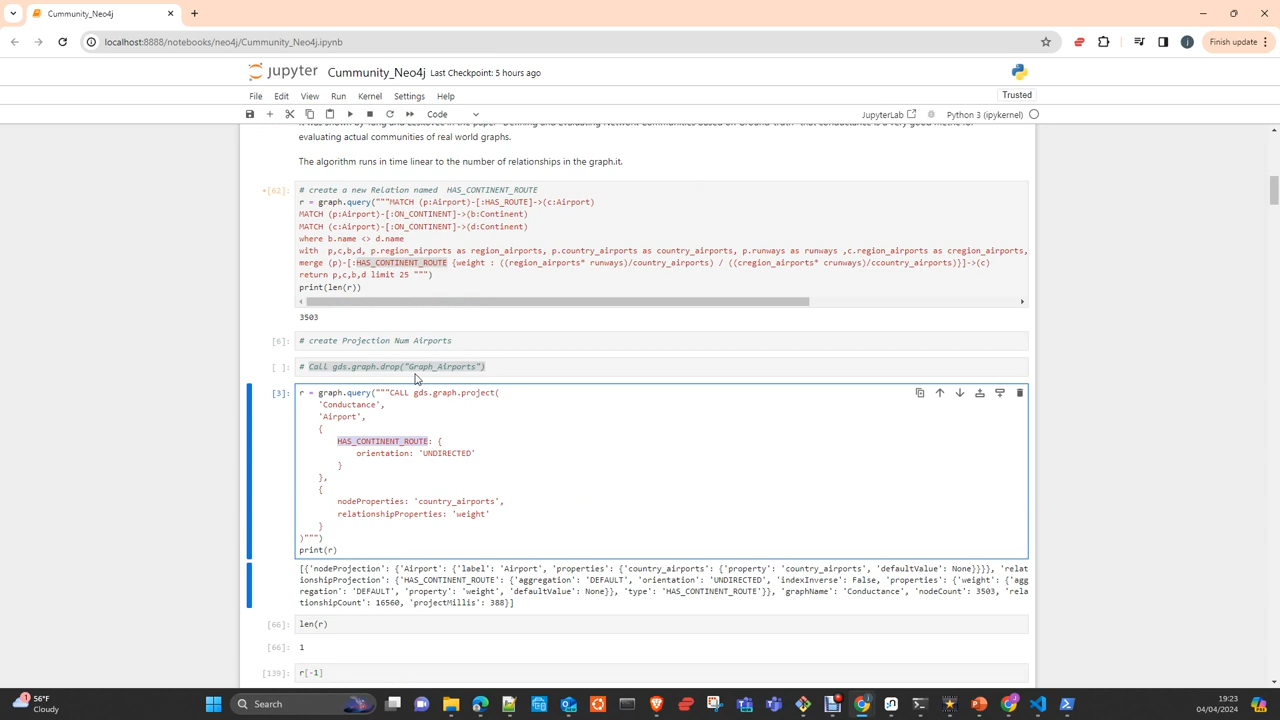 Cummunity_Neo4j
localhost:8888/notebooks/neo4j/Cummunity_Neo4j.ipynb
Finish update
jupyter Cummunity_Neo4j Last Checkpoint: 5 hours ago
File Edit View Run Kernel Settings Help
Trusted
Code
JupyterLab
Python 3 (ipykernel)
evaluating actual communities of real world graphs.
The algorithm runs in time linear to the number of relationships in the graph.it.
*[62]:
# create a new Relation named  HAS_CONTINENT_ROUTE
r = graph.query("""MATCH (p:Airport)-[:HAS_ROUTE]->(c:Airport)
MATCH (p:Airport)-[:ON_CONTINENT]->(b:Continent)
MATCH (c:Airport)-[:ON_CONTINENT]->(d:Continent)
where b.name <> d.name
with  p,c,b,d, p.region_airports as region_airports, p.country_airports as country_airports, p.runways as runways ,c.region_airports as cregion_airports,
merge (p)-[:HAS_CONTINENT_ROUTE {weight : ((region_airports* runways)/country_airports) / ((cregion_airports* crunways)/ccountry_airports)}]->(c)
return p,c,b,d limit 25 """)
print(len(r))
3503
[6]: # create Projection Num Airports
[ ]: # Call gds.graph.drop("Graph_Airports")
[3]: r = graph.query("""CALL gds.graph.project(
'Conductance',
'Airport',
{
HAS_CONTINENT_ROUTE: {
orientation: 'UNDIRECTED'
}
},
{
nodeProperties: 'country_airports',
relationshipProperties: 'weight'
}
)""")
print(r)
[{'nodeProjection': {'Airport': {'label': 'Airport', 'properties': {'country_airports': {'property': 'country_airports', 'defaultValue': None}}}}, 'relat
ionshipProjection': {'HAS_CONTINENT_ROUTE': {'aggregation': 'DEFAULT', 'orientation': 'UNDIRECTED', 'indexInverse': False, 'properties': {'weight': {'agg
regation': 'DEFAULT', 'property': 'weight', 'defaultValue': None}}, 'type': 'HAS_CONTINENT_ROUTE'}}, 'graphName': 'Conductance', 'nodeCount': 3503, 'rela
tionshipCount': 16560, 'projectMillis': 388}]
[66]: len(r)
[66]: 1
[139]: r[-1]
56°F
Cloudy
Search
19:23
04/04/2024